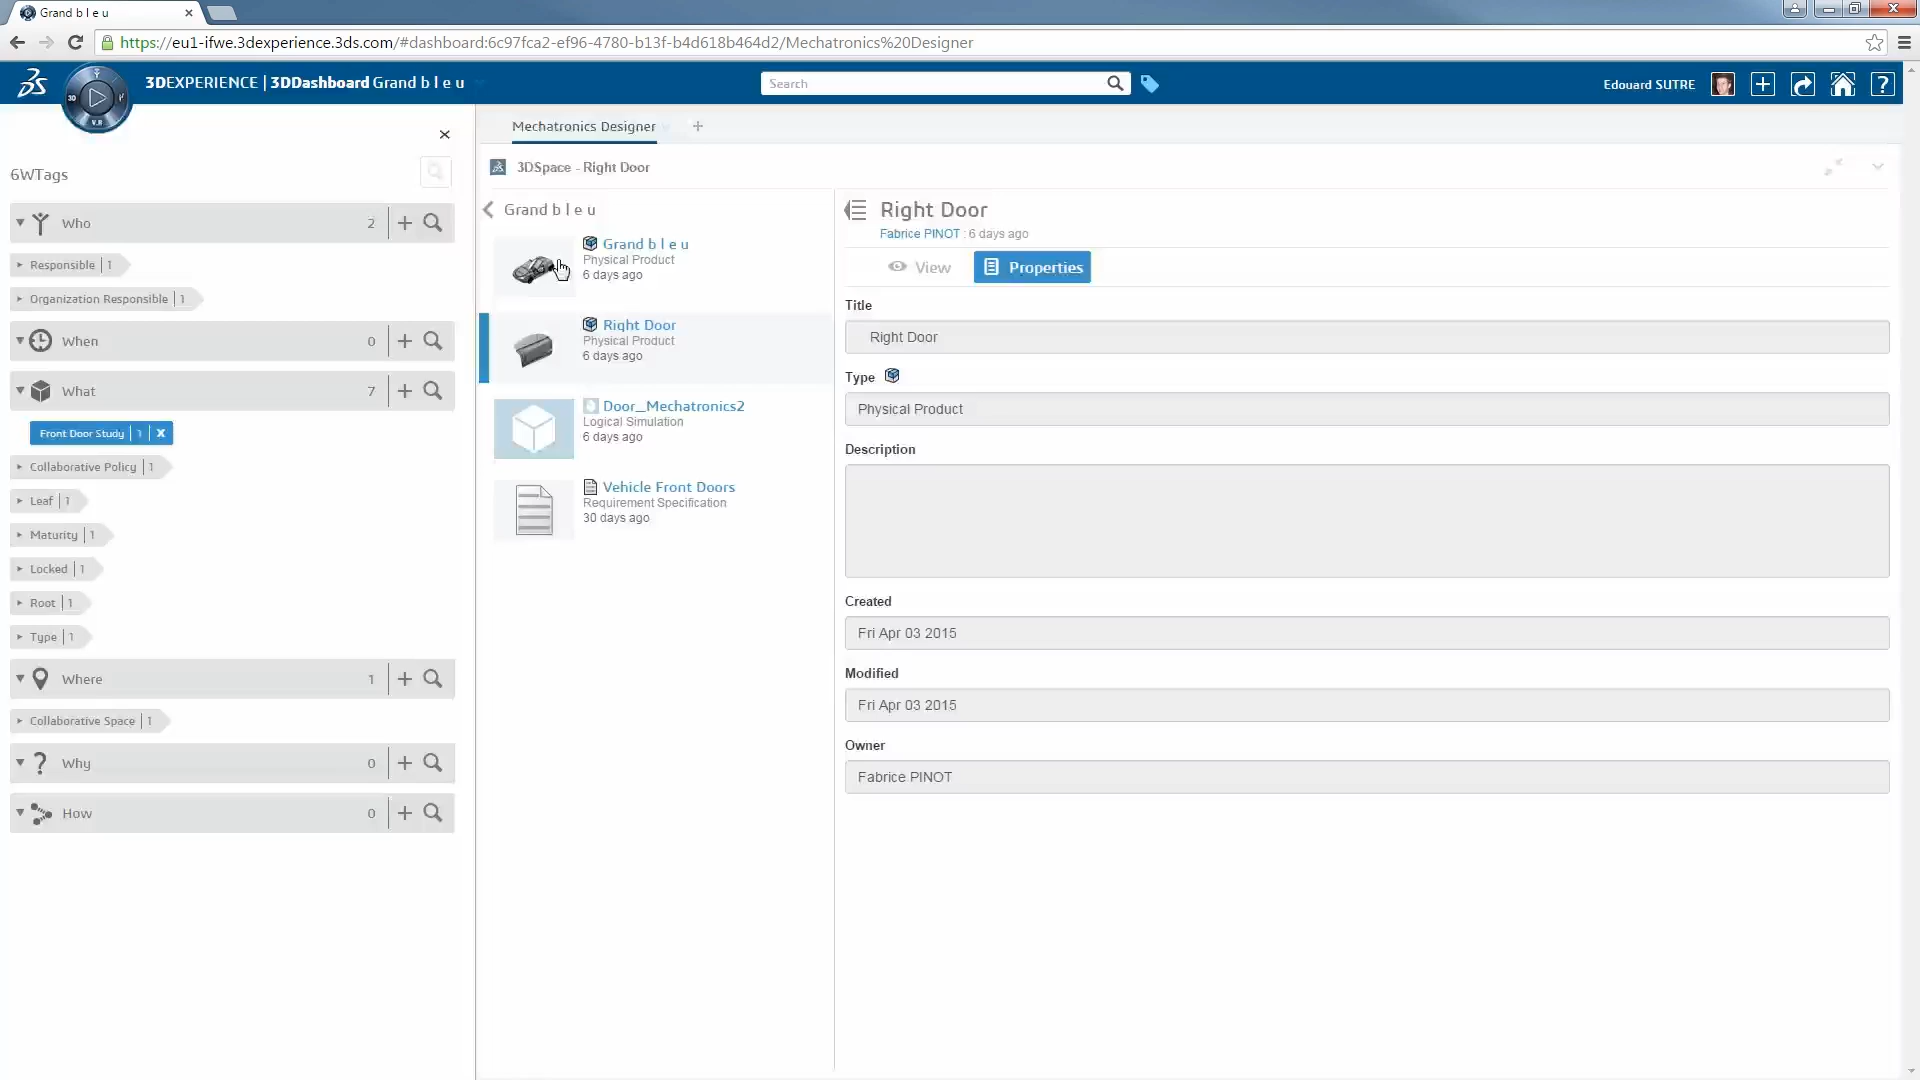 Grand b l e u
https://eu1-ifwe.3dexperience.3ds.com/#dashboard:6c97fca2-ef96-4780-b13f-b4d618b464d2/Mechatronics%20Designer
3D V.R
3DEXPERIENCE | 3DDashboard Grand b l e u
Search
Edouard SUTRE
Mechatronics Designer
6WTags
3DSpace - Right Door
Who 2
Responsible 1
Organization Responsible 1
When 0
What 7
Front Door Study 1 x
Collaborative Policy 1
Leaf 1
Maturity 1
Locked 1
Root 1
Type 1
Where 1
Collaborative Space 1
Why 0
How 0
Grand b l e u
Grand b l e u
Physical Product
6 days ago
Right Door
Physical Product
6 days ago
Door_Mechatronics2
Logical Simulation
6 days ago
Vehicle Front Doors
Requirement Specification
30 days ago
Right Door
Fabrice PINOT : 6 days ago
View Properties
Title
Right Door
Type
Physical Product
Description
Created
Fri Apr 03 2015
Modified
Fri Apr 03 2015
Owner
Fabrice PINOT